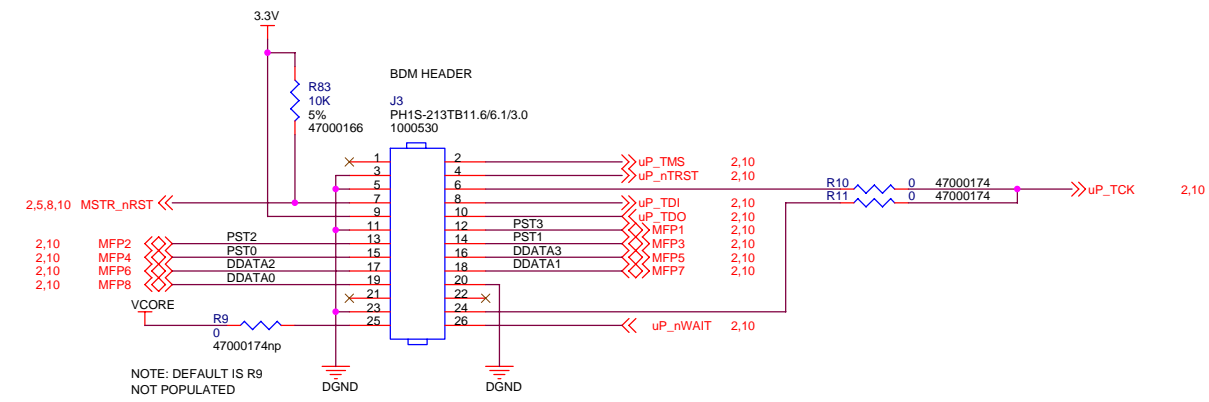 3.3V
BDM HEADER
R83
10K
5%
47000166
J3
PH1S-213TB11.6/6.1/3.0
1000530
1 2 uP_TMS 2,10
3 4 uP_nTRST 2,10
5 6 R10 0 47000174 uP_TCK 2,10
2,5,8,10 MSTR_nRST 7 8 uP_TDI 2,10 R11 0 47000174
9 10 uP_TDO 2,10
11 12 PST3 MFP1 2,10
2,10 MFP2 PST2 13 14 PST1 MFP3 2,10
2,10 MFP4 PST0 15 16 DDATA3 MFP5 2,10
2,10 MFP6 DDATA2 17 18 DDATA1 MFP7 2,10
2,10 MFP8 DDATA0 19 20
21 22
VCORE 23 24
R9 25 26 uP_nWAIT 2,10
0
47000174np
NOTE: DEFAULT IS R9
NOT POPULATED
DGND DGND